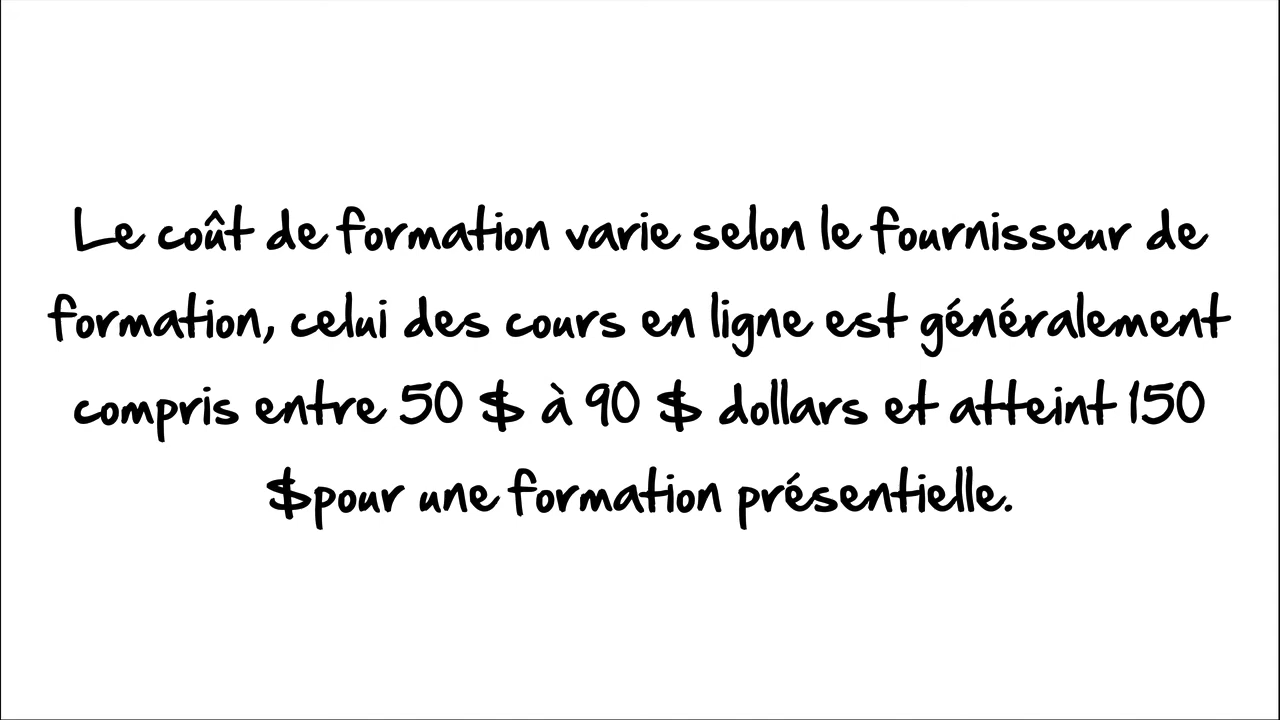 Le coût de formation varie selon le fournisseur de
formation, celui des cours en ligne est généralement
compris entre 50 $ à 90 $ dollars et atteint 150
$pour une formation présentielle.